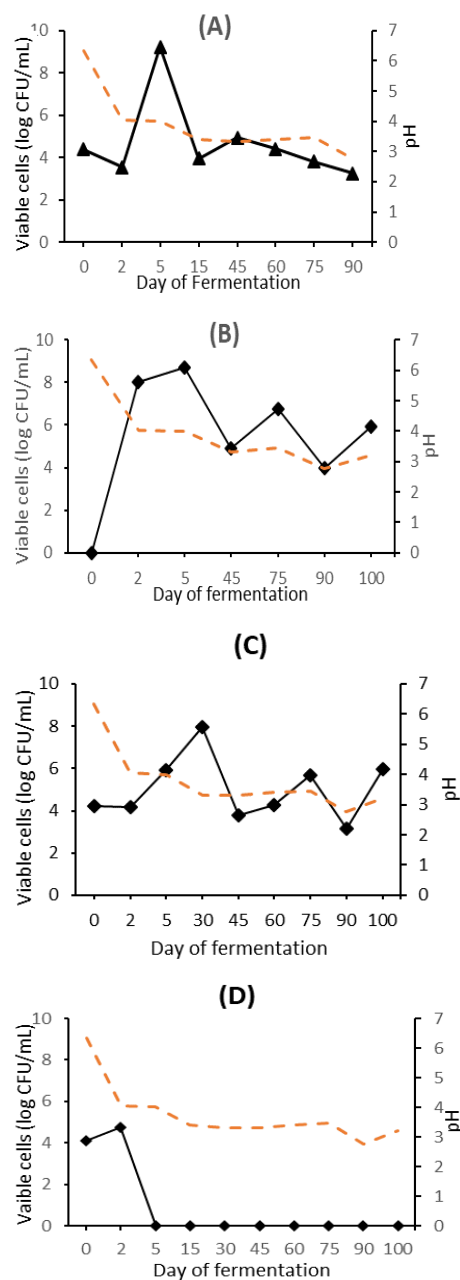 (A)
Viable cells (log CFU/mL)
10
8
6
4
2
0
7
6
5
4
3
2
1
0
pH
0 2 5 15 45 60 75 90
Day of Fermentation
(B)
Viable cells (log CFU/mL)
10
8
6
4
2
0
7
6
5
4
3
2
1
0
pH
0 2 5 45 75 90 100
Day of fermentation
(C)
Viable cells (log CFU/mL)
10
8
6
4
2
0
7
6
5
4
3
2
1
0
pH
0 2 5 30 45 60 75 90 100
Day of fermentation
(D)
Vaible cells (log CFU/mL)
10
8
6
4
2
0
7
6
5
4
3
2
1
0
pH
0 2 5 15 30 45 60 75 90 100
Day of fermentation